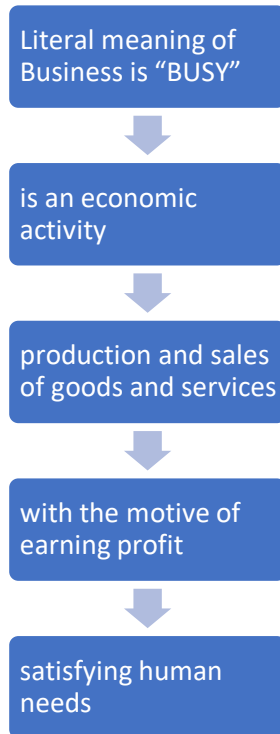 Literal meaning of
Business is “BUSY”
is an economic
activity
production and sales
of goods and services
with the motive of
earning profit
satisfying human
needs